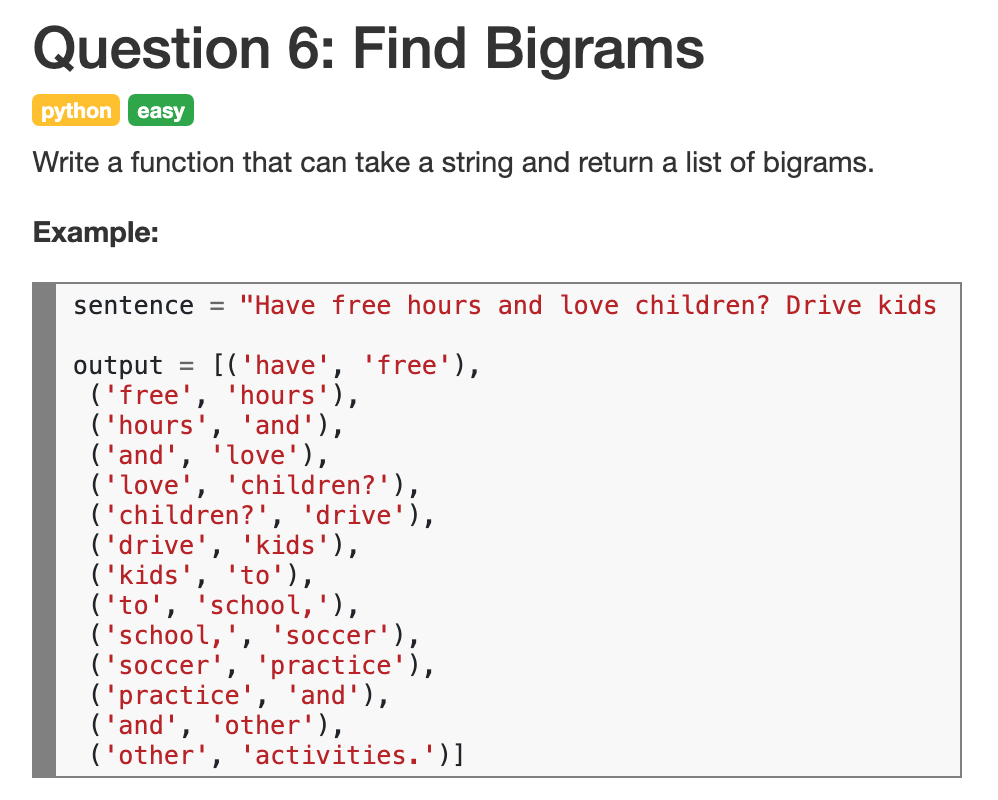 Question 6: Find Bigrams
python easy
Write a function that can take a string and return a list of bigrams.
Example:
sentence = "Have free hours and love children? Drive kids
output = [('have', 'free'),
('free', 'hours'),
('hours', 'and'),
('and', 'love'),
('love', 'children?'),
('children?', 'drive'),
('drive', 'kids'),
('kids', 'to'),
('to', 'school,'),
('school,', 'soccer'),
('soccer', 'practice'),
('practice', 'and'),
('and', 'other'),
('other', 'activities.')]